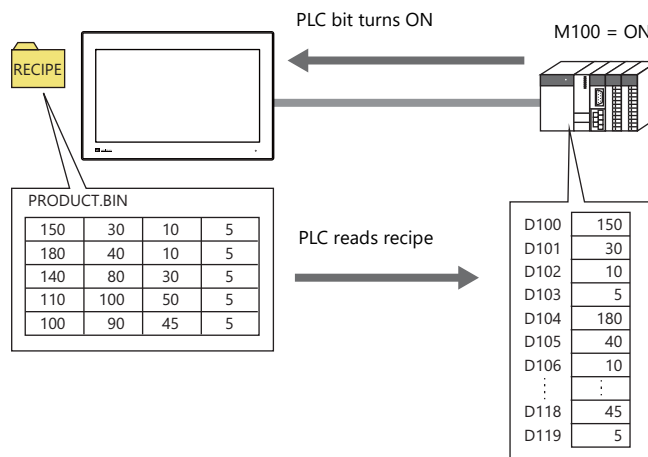 PLC bit turns ON
M100 = ON
RECIPE
PRODUCT.BIN
150 30 10 5
180 40 10 5
140 80 30 5
110 100 50 5
100 90 45 5
PLC reads recipe
D100 150
D101 30
D102 10
D103 5
D104 180
D105 40
D106 10
D118 45
D119 5